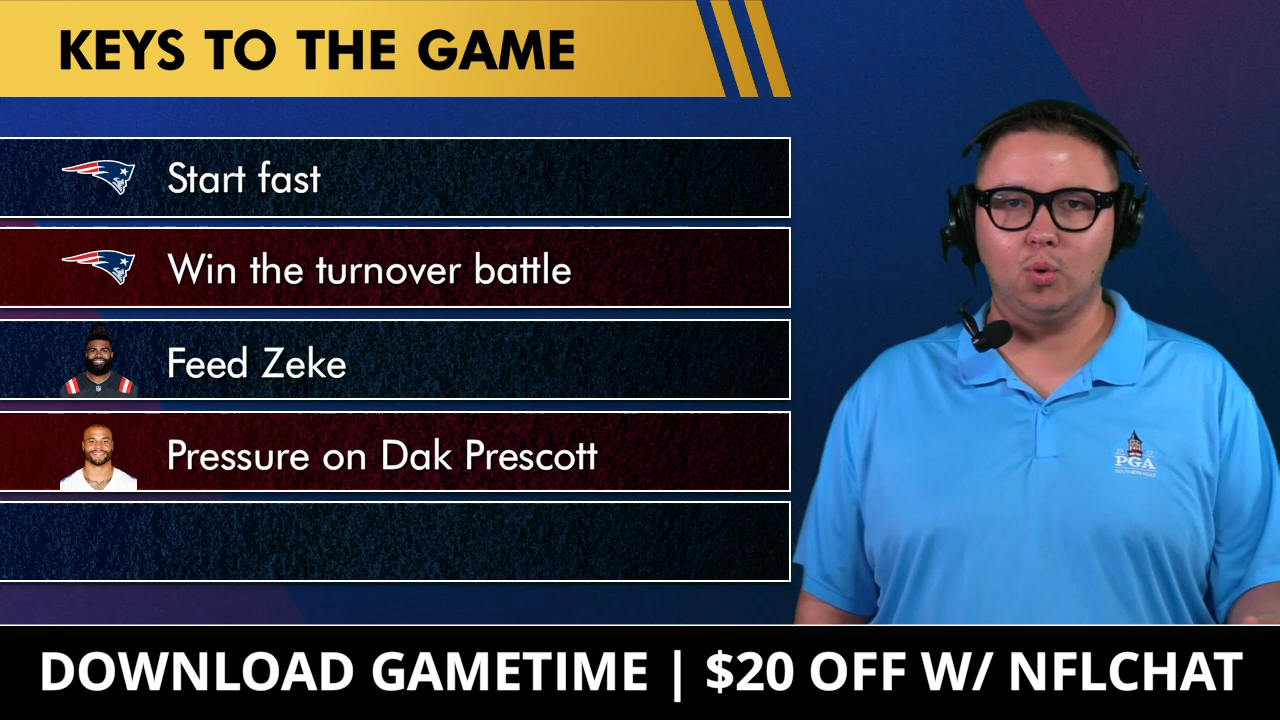 KEYS TO THE GAME
Start fast
Win the turnover battle
Feed Zeke
Pressure on Dak Prescott
PGA
DOWNLOAD GAMETIME | $20 OFF W/ NFLCHAT